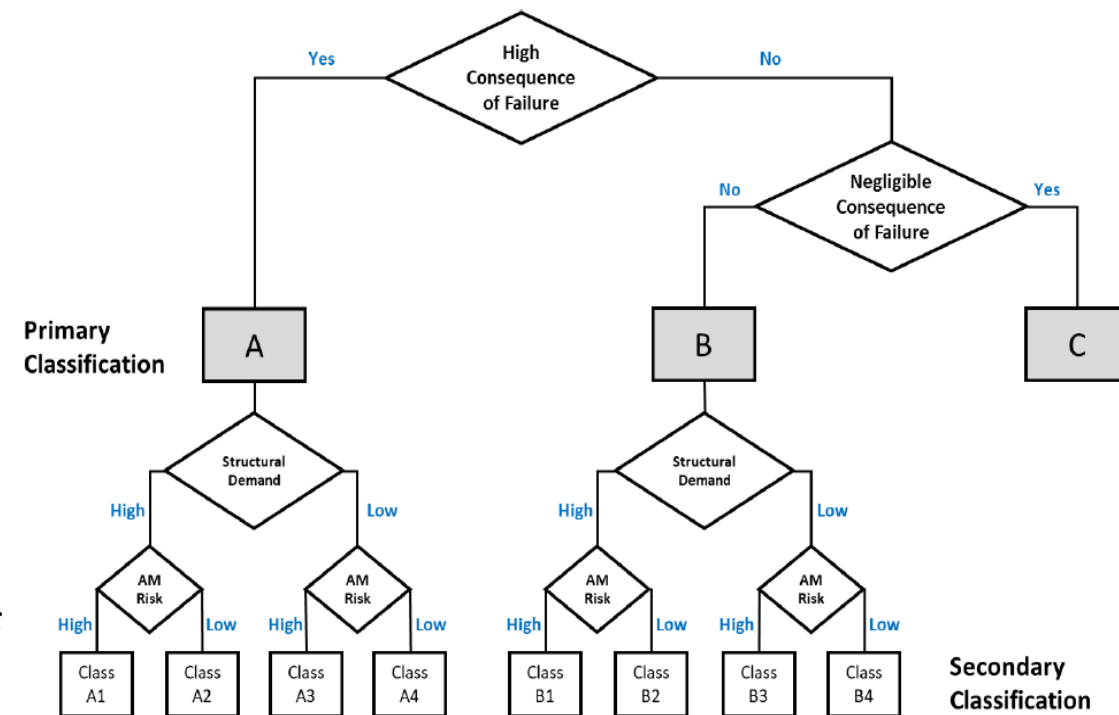 High
Consequence
of Failure
Yes
No
Negligible
Consequence
of Failure
No
Yes
Primary
Classification
A
B
C
Structural
Demand
Structural
Demand
High
Low
High
Low
AM
Risk
AM
Risk
AM
Risk
AM
Risk
High
Low
High
Low
High
Low
High
Low
Class
A1
Class
A2
Class
A3
Class
A4
Class
B1
Class
B2
Class
B3
Class
B4
Secondary
Classification